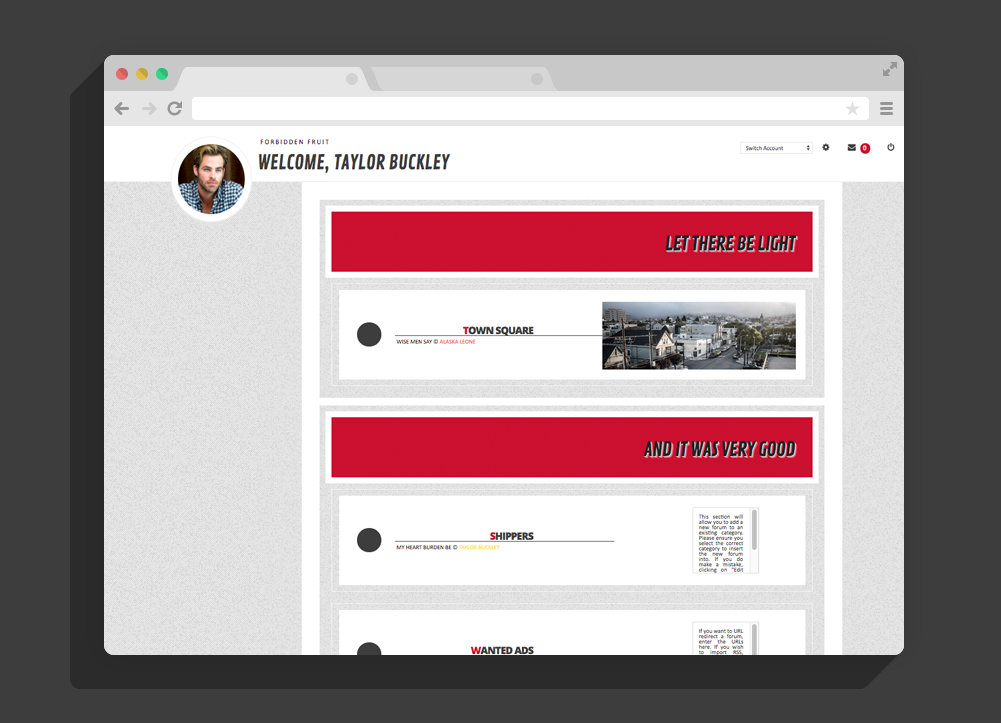 FORBIDDEN FRUIT
WELCOME, TAYLOR BUCKLEY
Switch Account
0
LET THERE BE LIGHT
TOWN SQUARE
WISE MEN SAY © ALASKA LEONE
AND IT WAS VERY GOOD
SHIPPERS
MY HEART BURDEN BE © TAYLOR BUCKLEY
This section will
allow you to add a
new forum to an
existing category.
Please ensure you
select the correct
category to insert
the new forum
into. If you do
make a mistake,
clicking on "Edit
WANTED ADS
If you want to URL
redirect a forum,
enter the URLs
here. If you wish
to import RSS,